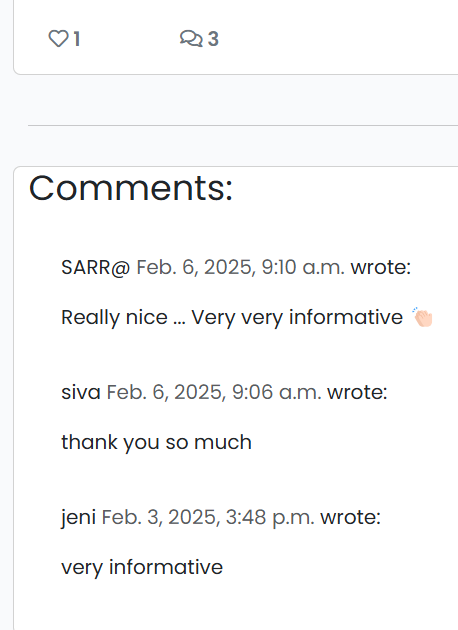 1 3
Comments:
SARR@ Feb. 6, 2025, 9:10 a.m. wrote:
Really nice ... Very very informative 👏🏻
siva Feb. 6, 2025, 9:06 a.m. wrote:
thank you so much
jeni Feb. 3, 2025, 3:48 p.m. wrote:
very informative